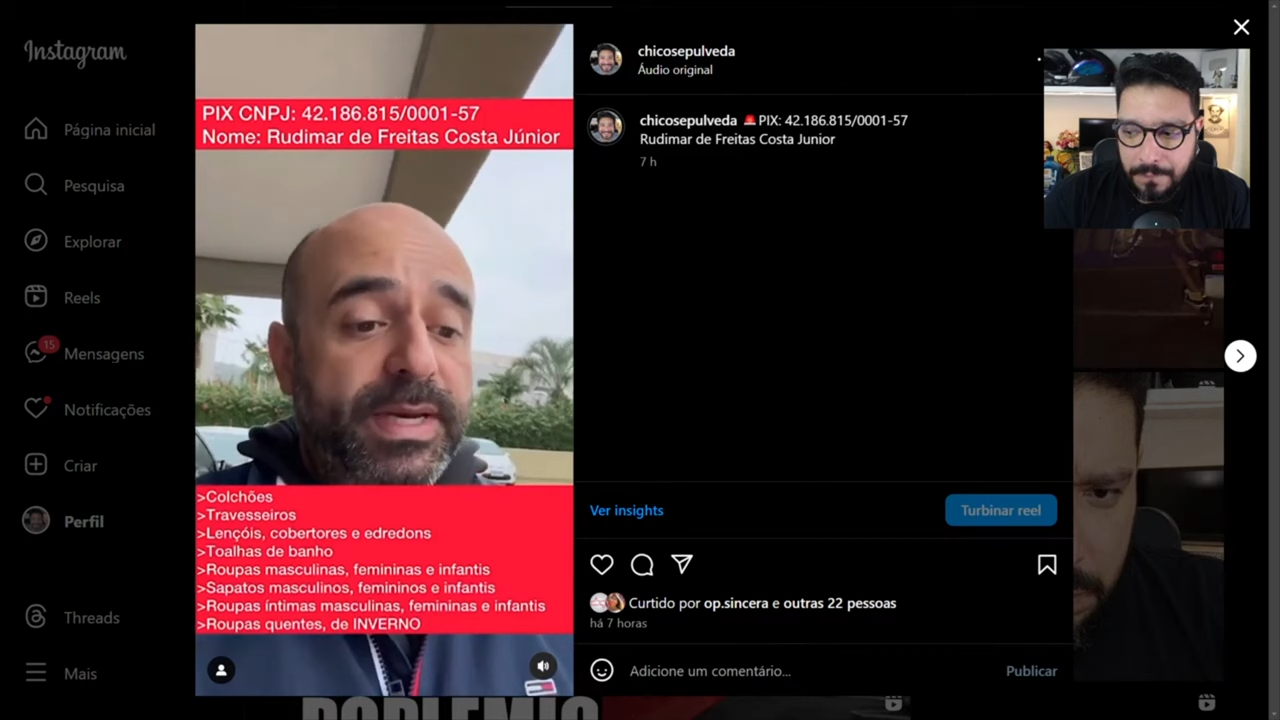 Instagram
Página inicial
Pesquisa
Explorar
Reels
15
Mensagens
Notificações
Criar
Perfil
Threads
Mais
PIX CNPJ: 42.186.815/0001-57
Nome: Rudimar de Freitas Costa Júnior
>Colchões
>Travesseiros
>Lençóis, cobertores e edredons
>Toalhas de banho
>Roupas masculinas, femininas e infantis
>Sapatos masculinos, femininos e infantis
>Roupas íntimas masculinas, femininas e infantis
>Roupas quentes, de INVERNO
chicosepulveda
Áudio original
chicosepulveda 🚨PIX: 42.186.815/0001-57
Rudimar de Freitas Costa Junior
7 h
Ver insights
Turbinar reel
Curtido por op.sincera e outras 22 pessoas
há 7 horas
Adicione um comentário...
Publicar